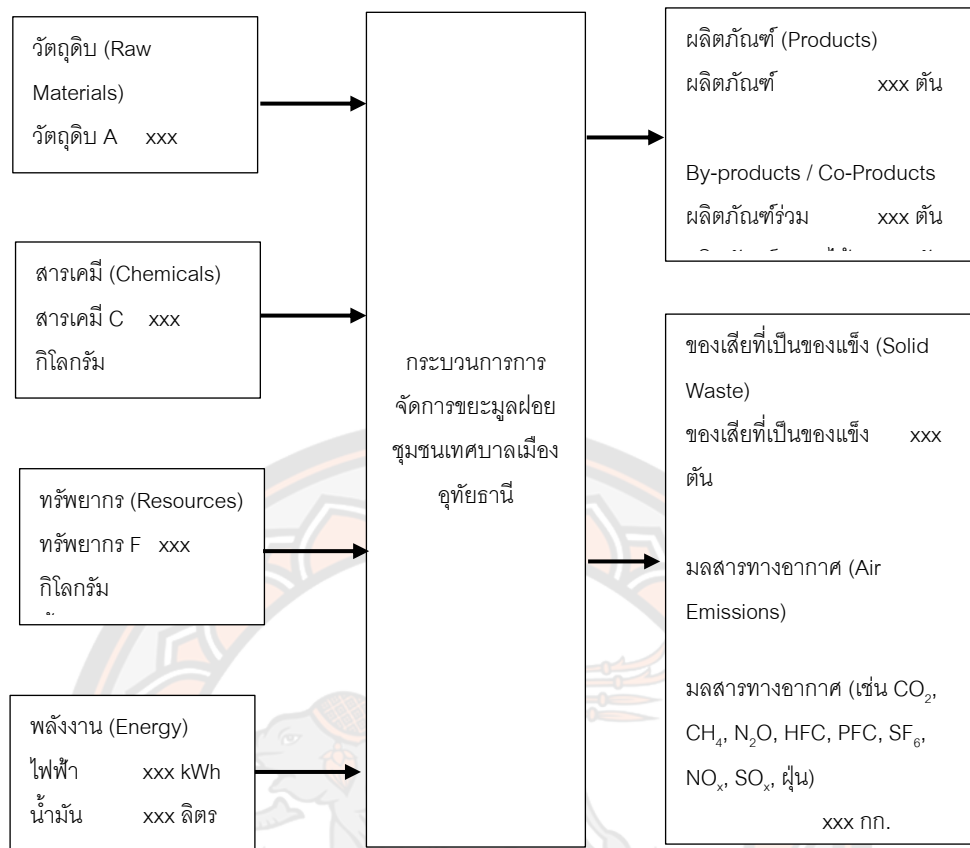 วัตถุดิบ (Raw
Materials)
วัตถุดิบ A xxx
สารเคมี (Chemicals)
สารเคมี C xxx
กิโลกรัม
ทรัพยากร (Resources)
ทรัพยากร F xxx
กิโลกรัม
พลังงาน (Energy)
ไฟฟ้า xxx kWh
น้ำมัน xxx ลิตร
กระบวนการการ
จัดการขยะมูลฝอย
ชุมชนเทศบาลเมือง
อุทัยธานี
ผลิตภัณฑ์ (Products)
ผลิตภัณฑ์ xxx ตัน
By-products / Co-Products
ผลิตภัณฑ์ร่วม xxx ตัน
ของเสียที่เป็นของแข็ง (Solid
Waste)
ของเสียที่เป็นของแข็ง xxx
ตัน
มลสารทางอากาศ (Air
Emissions)
มลสารทางอากาศ (เช่น CO₂,
CH₄, N₂O, HFC, PFC, SF₆,
NOₓ, SOₓ, ฝุ่น)
xxx กก.